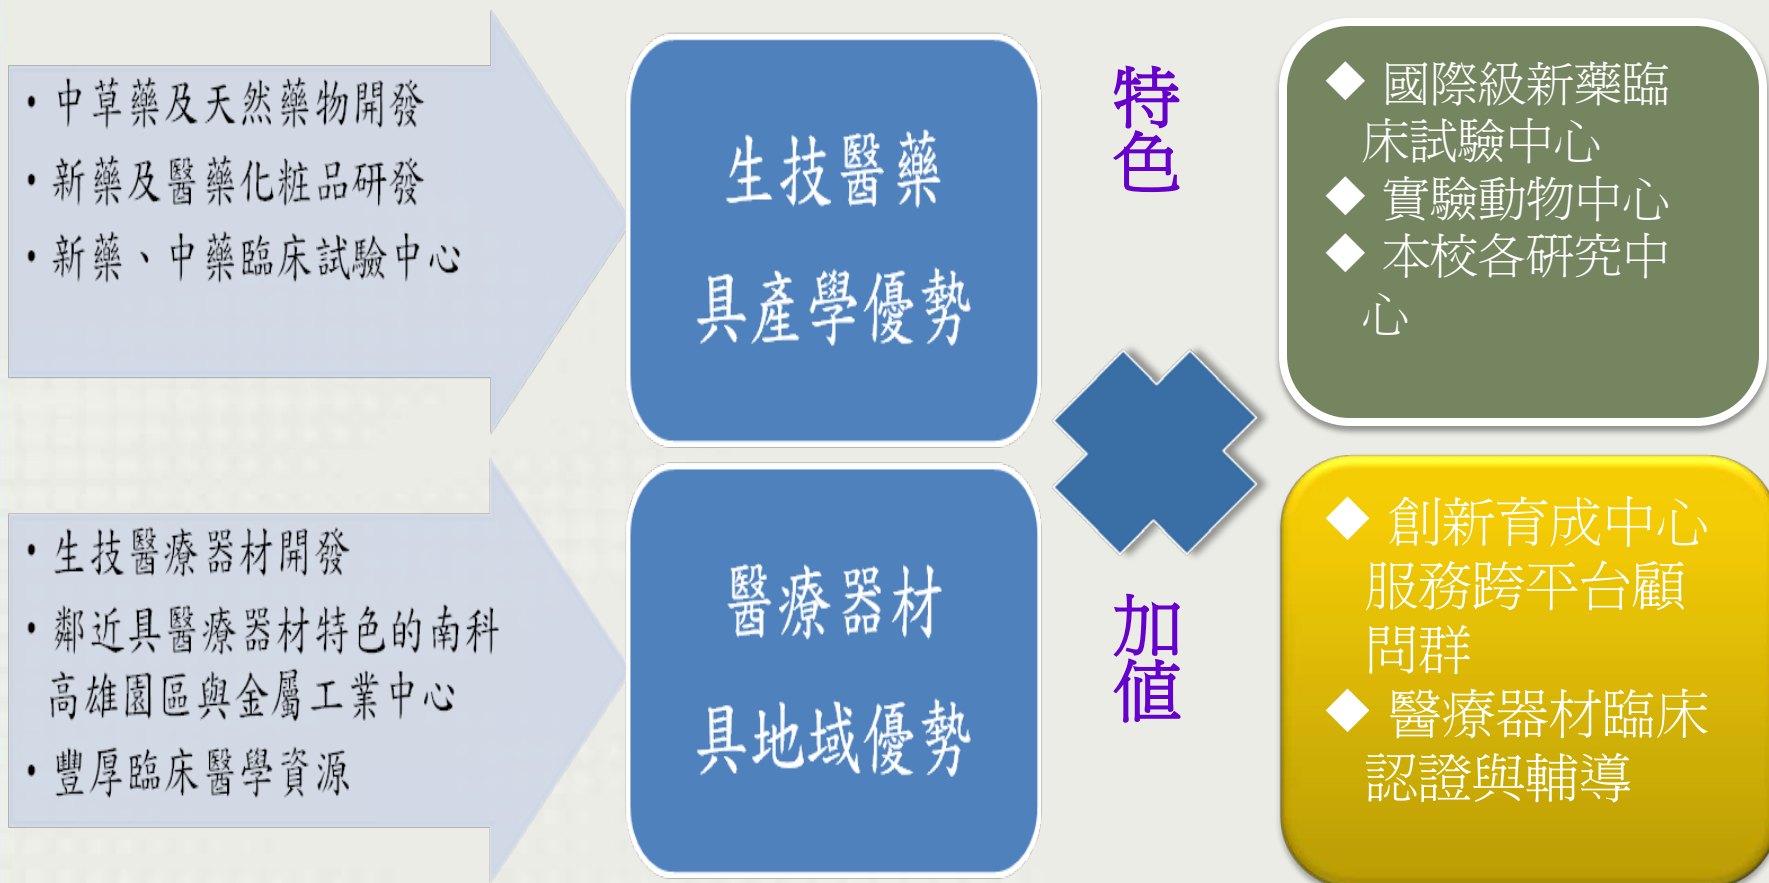 • 中草藥及天然藥物開發
• 新藥及醫藥化粧品研發
• 新藥、中藥臨床試驗中心
生技醫藥
具產學優勢
特色
◆ 國際級新藥臨
床試驗中心
◆ 實驗動物中心
◆ 本校各研究中
心
• 生技醫療器材開發
• 鄰近具醫療器材特色的南科
高雄園區與金屬工業中心
• 豐厚臨床醫學資源
醫療器材
具地域優勢
加值
◆ 創新育成中心
服務跨平台顧
問群
◆ 醫療器材臨床
認證與輔導